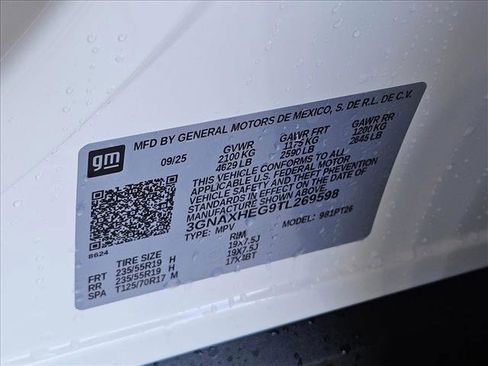 gm
MFD BY GENERAL MOTORS DE MEXICO, S. DE R.L. DE C.V.
09/25 GVWR GAWR FRT GAWR RR
2100 KG 1175 KG 1200 KG
4629 LB 2590 LB 2645 LB
THIS VEHICLE CONFORMS TO ALL
APPLICABLE U.S. FEDERAL MOTOR
VEHICLE SAFETY AND THEFT PREVENTION
STANDARDS IN EFFECT ON THE DATE OF
MANUFACTURE SHOWN ABOVE.
3GNAXHEG9TL269598
TYPE: MPV MODEL: 981PT26
8624
TIRE SIZE RIM
FRT 235/55R19 H 19X7.5J
RR 235/55R19 H 19X7.5J
SPA T125/70R17 M 17X4BT